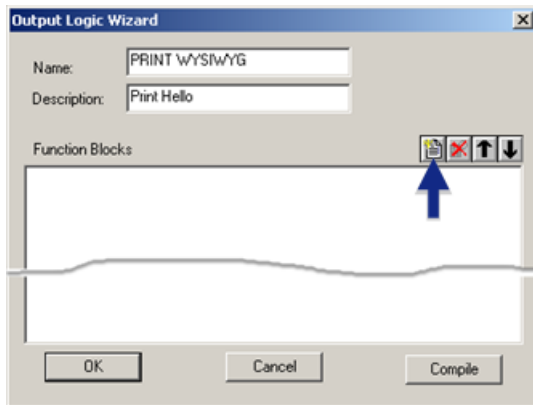 Output Logic Wizard
Name: PRINT WYSIWYG
Description: Print Hello
Function Blocks
OK Cancel Compile